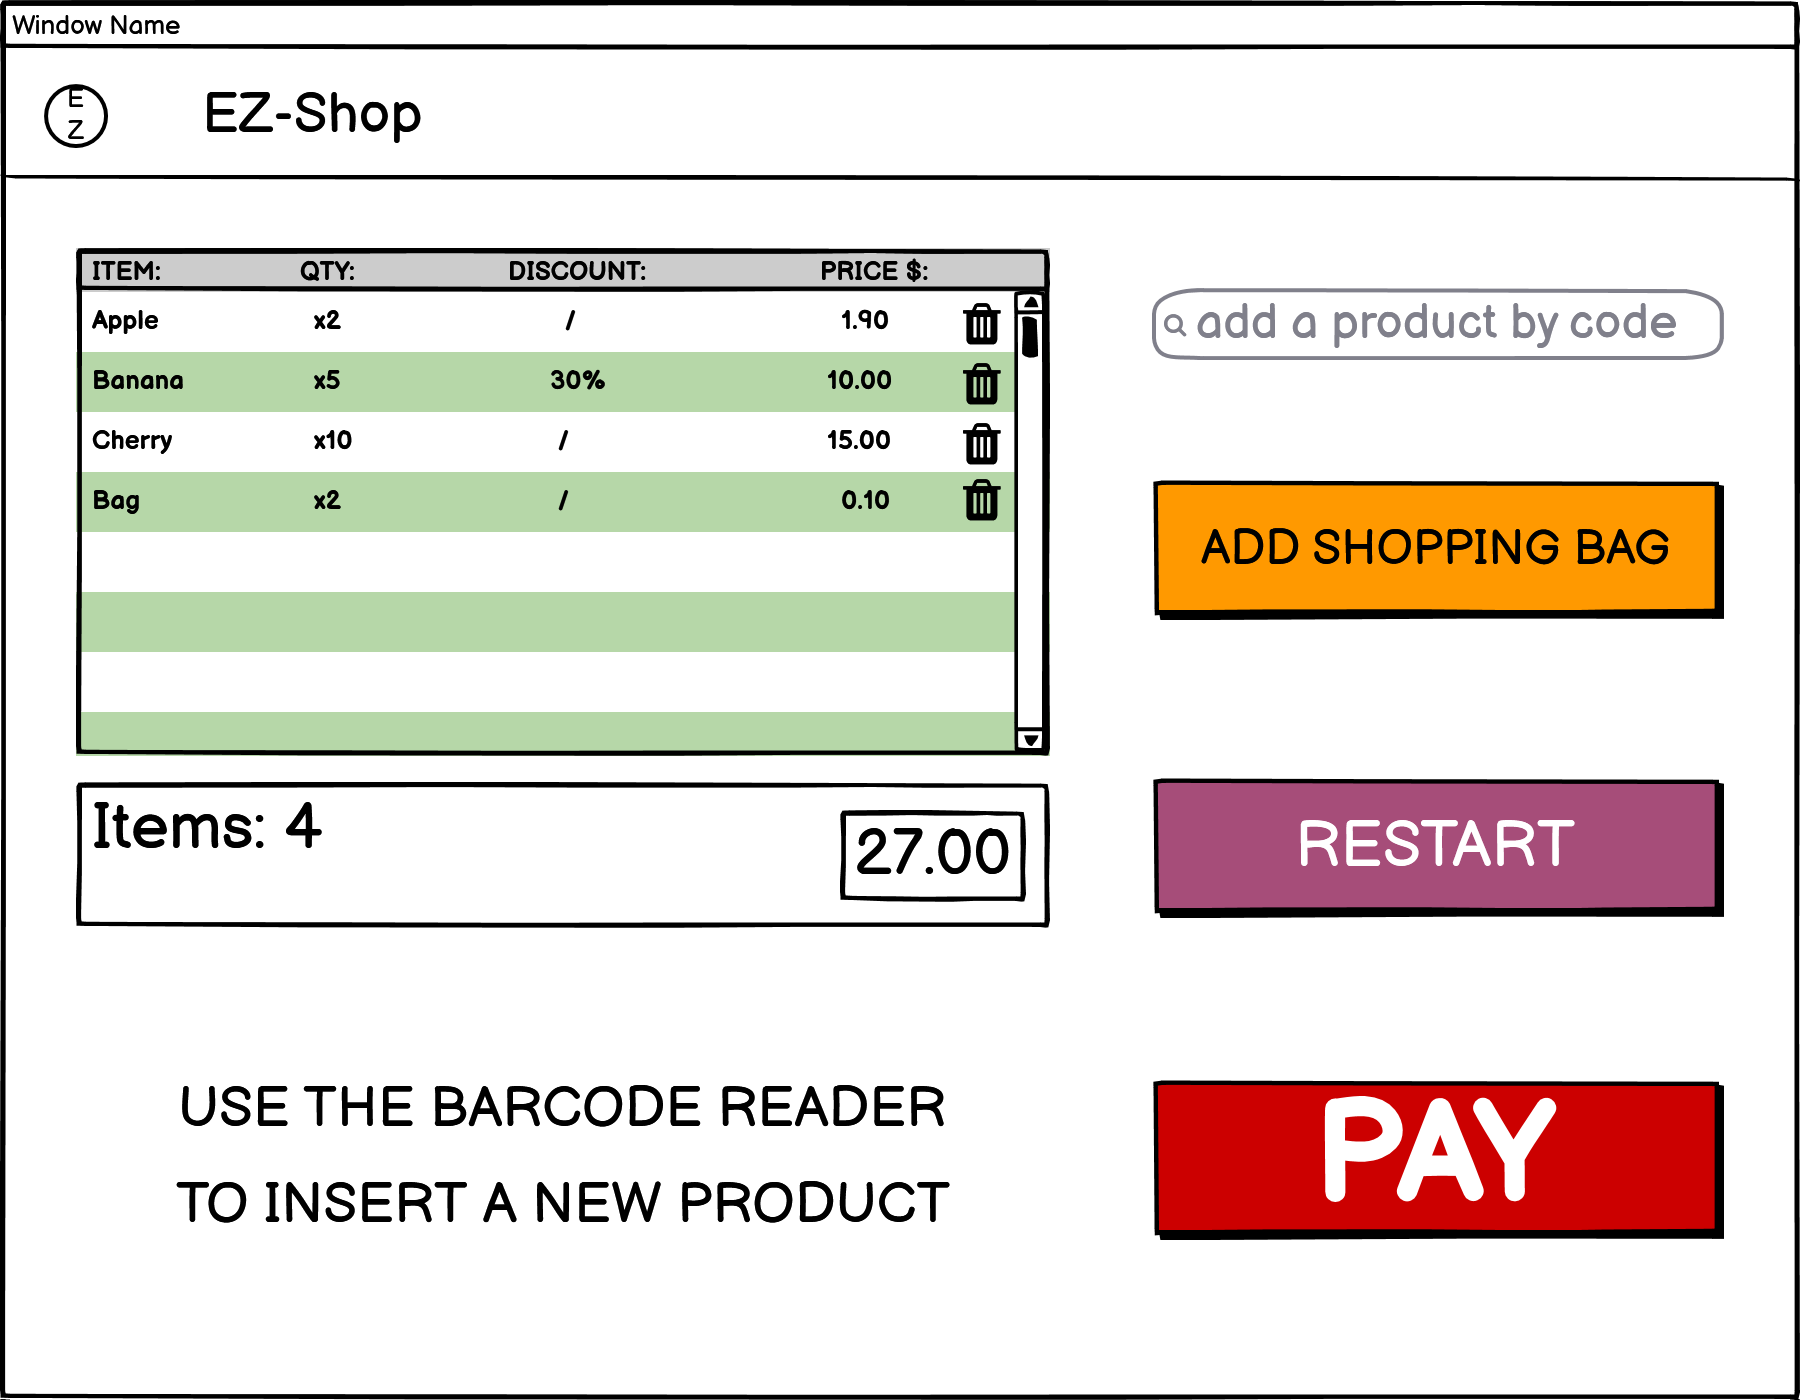 Window Name
E
Z
EZ-Shop
ITEM: QTY: DISCOUNT: PRICE $:
Apple x2 / 1.90
Banana x5 30% 10.00
Cherry x10 / 15.00
Bag x2 / 0.10
add a product by code
ADD SHOPPING BAG
Items: 4
27.00
RESTART
USE THE BARCODE READER
TO INSERT A NEW PRODUCT
PAY